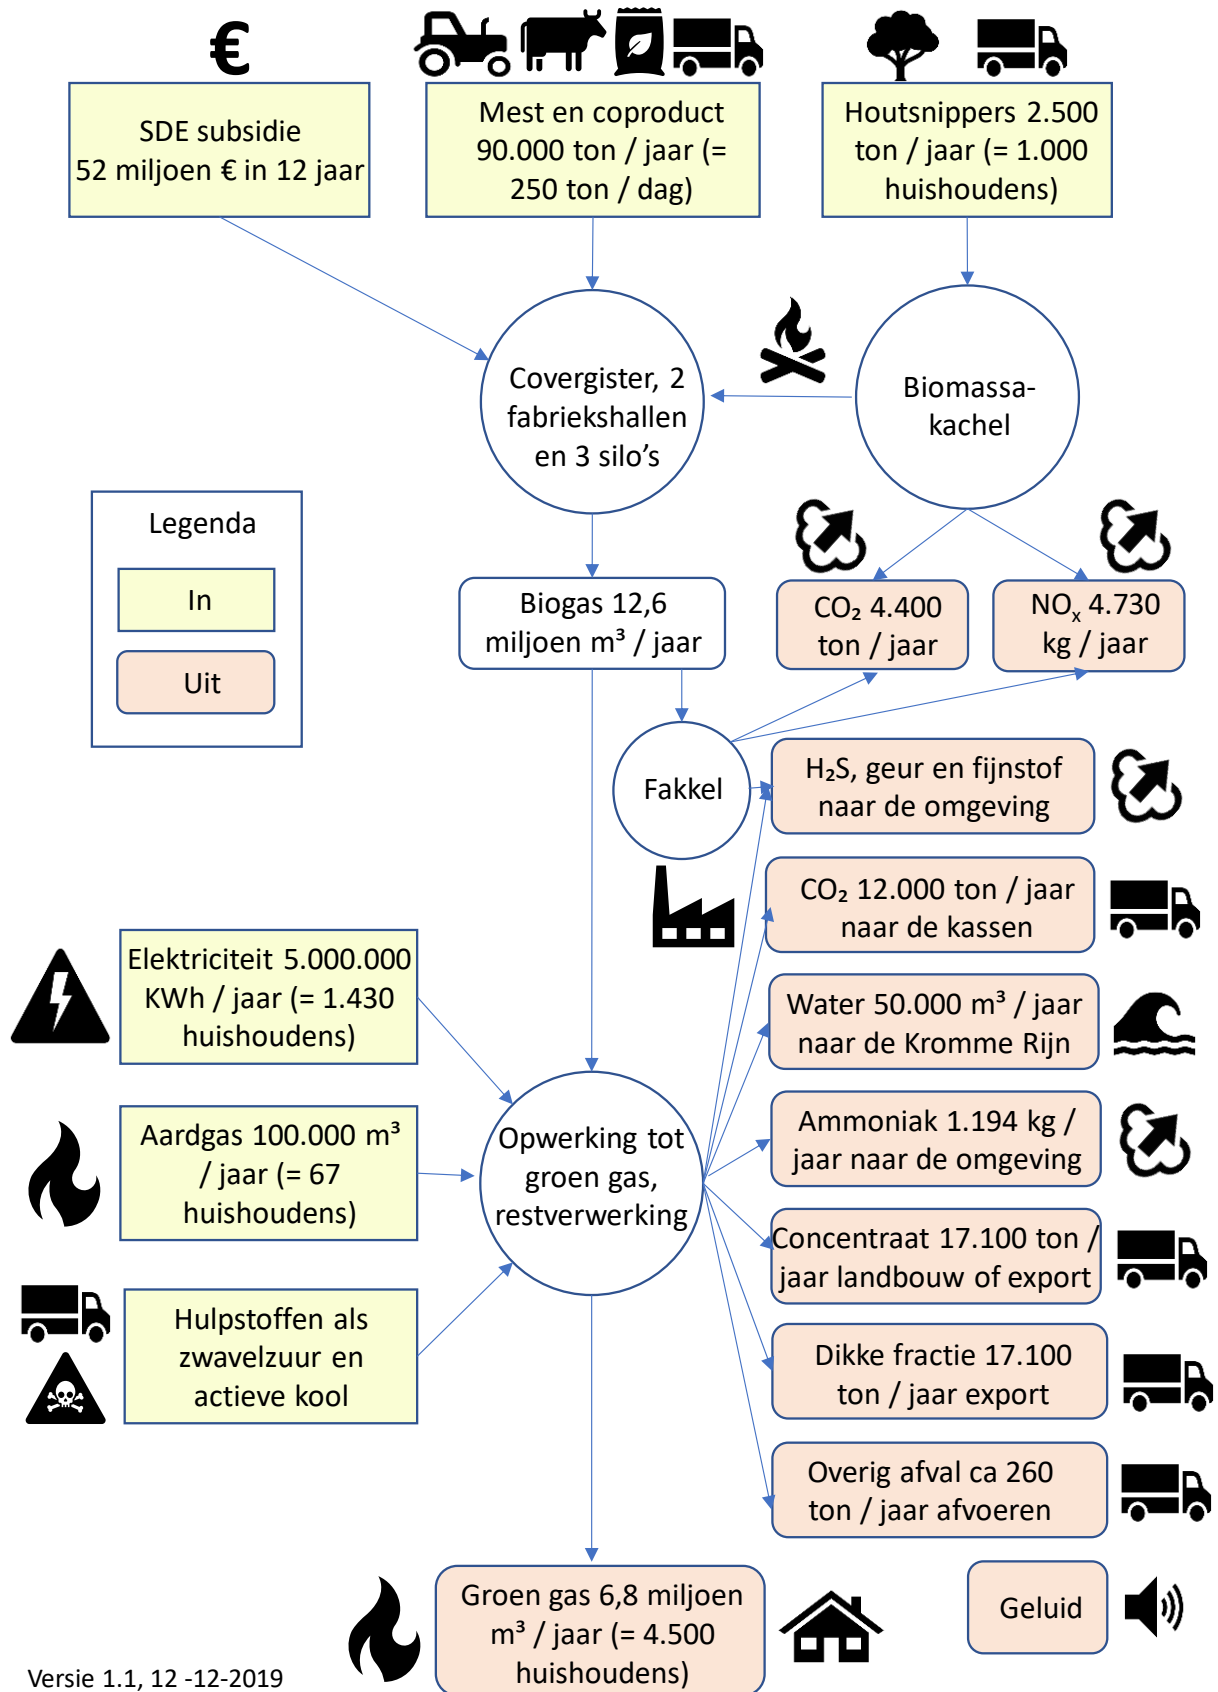 €
SDE subsidie
52 miljoen € in 12 jaar
Mest en coproduct
90.000 ton / jaar (=
250 ton / dag)
Houtsnippers 2.500
ton / jaar (= 1.000
huishoudens)
Covergister, 2
fabriekshallen
en 3 silo’s
Biomassa-
kachel
Legenda
In
Uit
Biogas 12,6
miljoen m³ / jaar
CO₂ 4.400
ton / jaar
NOₓ 4.730
kg / jaar
Fakkel
H₂S, geur en fijnstof
naar de omgeving
CO₂ 12.000 ton / jaar
naar de kassen
Elektriciteit 5.000.000
KWh / jaar (= 1.430
huishoudens)
Water 50.000 m³ / jaar
naar de Kromme Rijn
Aardgas 100.000 m³
/ jaar (= 67
huishoudens)
Opwerking tot
groen gas,
restverwerking
Ammoniak 1.194 kg /
jaar naar de omgeving
Concentraat 17.100 ton /
jaar landbouw of export
Hulpstoffen als
zwavelzuur en
actieve kool
Dikke fractie 17.100
ton / jaar export
Overig afval ca 260
ton / jaar afvoeren
Groen gas 6,8 miljoen
m³ / jaar (= 4.500
huishoudens)
Geluid
Versie 1.1, 12 -12-2019